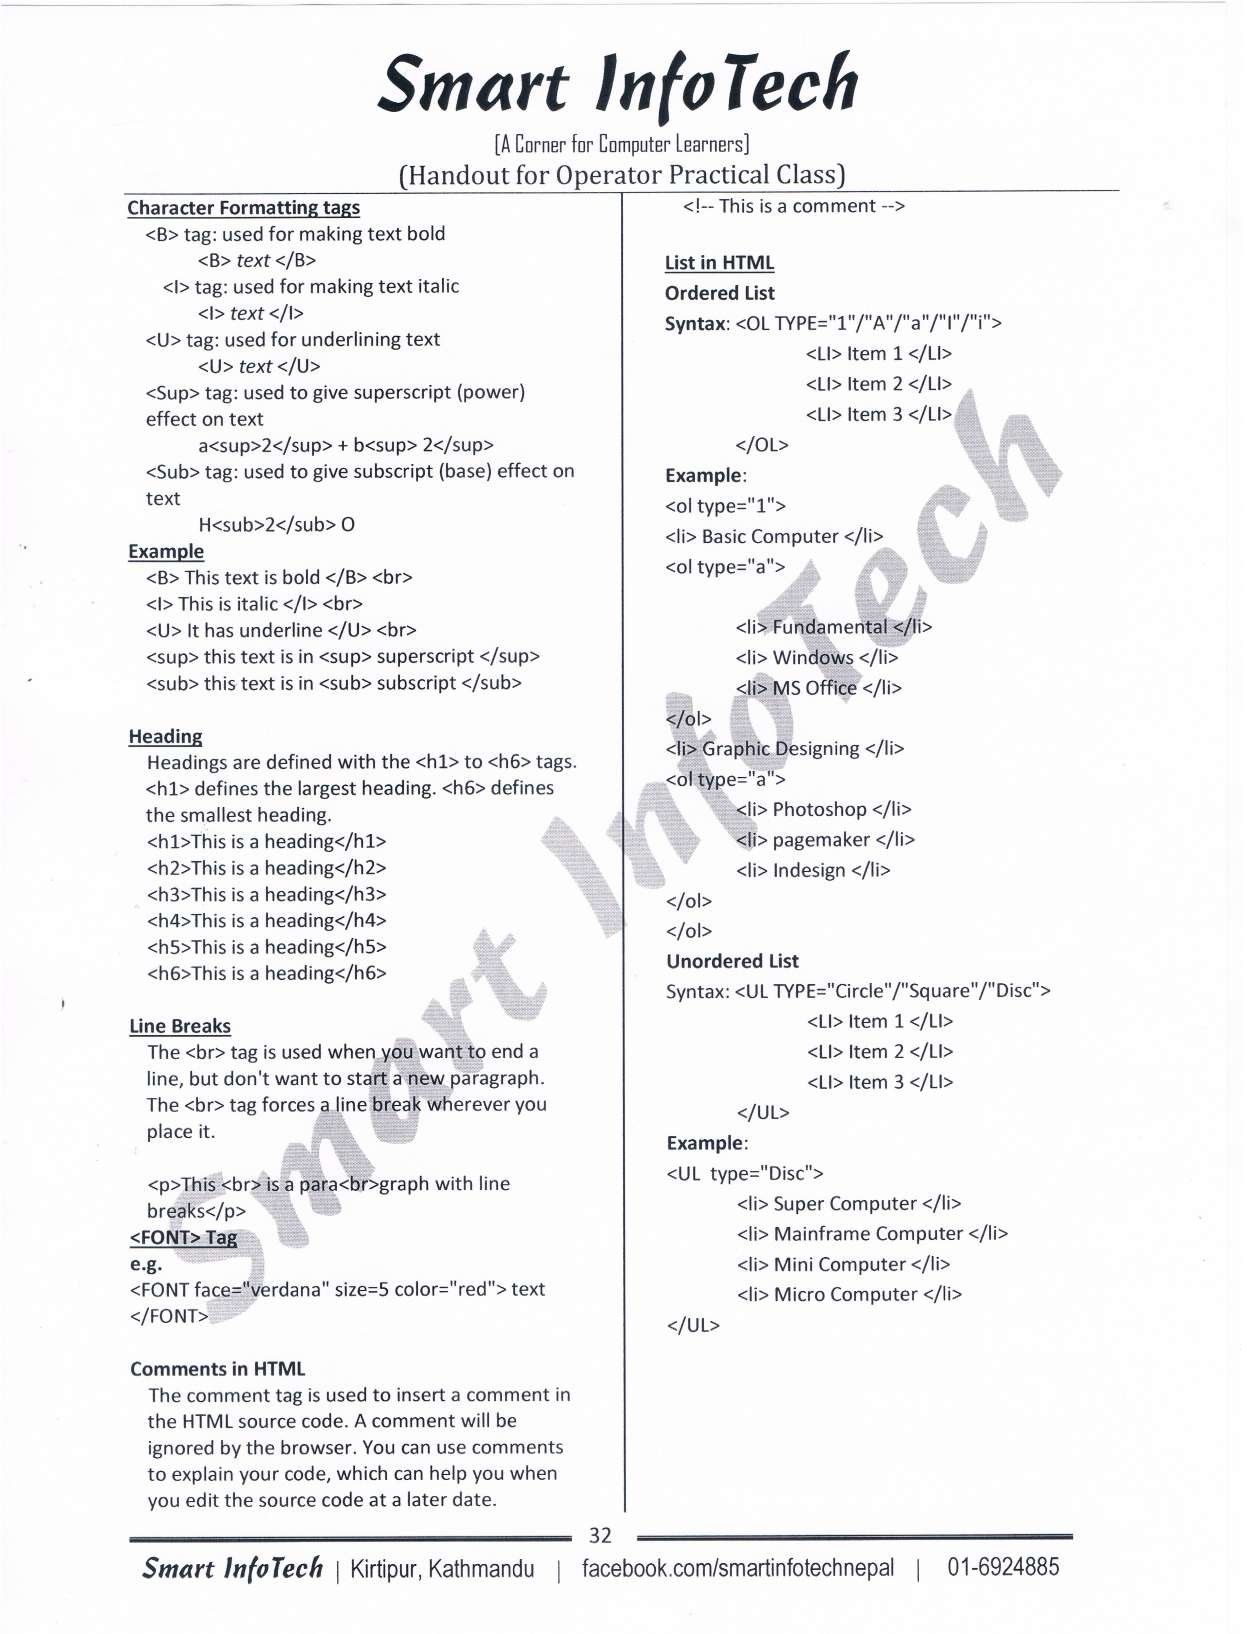 Smart InfoTech
[A Corner for Computer Learners]
(Handout for Operator Practical Class)
Character Formatting tags
<B> tag: used for making text bold
<B> text </B>
<I> tag: used for making text italic
<I> text </I>
<U> tag: used for underlining text
<U> text </U>
<Sup> tag: used to give superscript (power)
effect on text
a<sup>2</sup> + b<sup> 2</sup>
<Sub> tag: used to give subscript (base) effect on
text
H<sub>2</sub> O
Example
<B> This text is bold </B> <br>
<I> This is italic </I> <br>
<U> It has underline </U> <br>
<sup> this text is in <sup> superscript </sup>
<sub> this text is in <sub> subscript </sub>
Heading
Headings are defined with the <h1> to <h6> tags.
<h1> defines the largest heading. <h6> defines
the smallest heading.
<h1>This is a heading</h1>
<h2>This is a heading</h2>
<h3>This is a heading</h3>
<h4>This is a heading</h4>
<h5>This is a heading</h5>
<h6>This is a heading</h6>
Line Breaks
The <br> tag is used when you want to end a
line, but don't want to start a new paragraph.
The <br> tag forces a line break wherever you
place it.
<p>This <br> is a para<br>graph with line
breaks</p>
<FONT> Tag
e.g.
<FONT face="verdana" size=5 color="red"> text
</FONT>
Comments in HTML
The comment tag is used to insert a comment in
the HTML source code. A comment will be
ignored by the browser. You can use comments
to explain your code, which can help you when
you edit the source code at a later date.
<!-- This is a comment -->
List in HTML
Ordered List
Syntax: <OL TYPE="1"/"A"/"a"/"I"/"i">
<LI> Item 1 </LI>
<LI> Item 2 </LI>
<LI> Item 3 </LI>
</OL>
Example:
<ol type="1">
<li> Basic Computer </li>
<ol type="a">
<li> Fundamental </li>
<li> Windows </li>
<li> MS Office </li>
</ol>
<li> Graphic Designing </li>
<ol type="a">
<li> Photoshop </li>
<li> pagemaker </li>
<li> Indesign </li>
</ol>
</ol>
Unordered List
Syntax: <UL TYPE="Circle"/"Square"/"Disc">
<LI> Item 1 </LI>
<LI> Item 2 </LI>
<LI> Item 3 </LI>
</UL>
Example:
<UL type="Disc">
<li> Super Computer </li>
<li> Mainframe Computer </li>
<li> Mini Computer </li>
<li> Micro Computer </li>
</UL>
Smart InfoTech
32
Smart InfoTech | Kirtipur, Kathmandu | facebook.com/smartinfotechnepal | 01-6924885